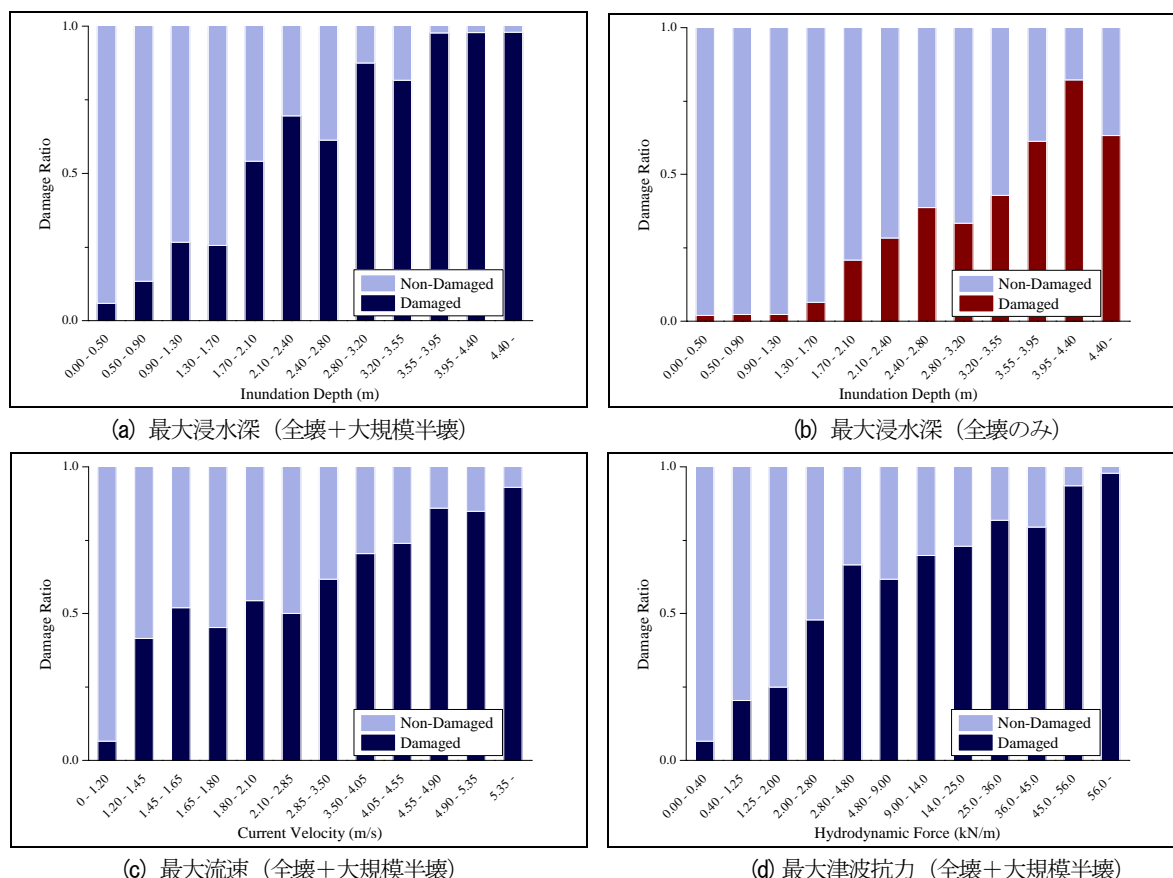 1.0
0.5
0.0
Damage Ratio
Non-Damaged
Damaged
0.00 - 0.50
0.50 - 0.90
0.90 - 1.30
1.30 - 1.70
1.70 - 2.10
2.10 - 2.40
2.40 - 2.80
2.80 - 3.20
3.20 - 3.55
3.55 - 3.95
3.95 - 4.40
4.40 -
Inundation Depth (m)
(a) 最大浸水深（全壊＋大規模半壊）
1.0
0.5
0.0
Damage Ratio
Non-Damaged
Damaged
0.00 - 0.50
0.50 - 0.90
0.90 - 1.30
1.30 - 1.70
1.70 - 2.10
2.10 - 2.40
2.40 - 2.80
2.80 - 3.20
3.20 - 3.55
3.55 - 3.95
3.95 - 4.40
4.40 -
Inundation Depth (m)
(b) 最大浸水深（全壊のみ）
1.0
0.5
0.0
Damage Ratio
Non-Damaged
Damaged
0 - 1.20
1.20 - 1.45
1.45 - 1.65
1.65 - 1.80
1.80 - 2.10
2.10 - 2.85
2.85 - 3.50
3.50 - 4.05
4.05 - 4.55
4.55 - 4.90
4.90 - 5.35
5.35 -
Current Velocity (m/s)
(c) 最大流速（全壊＋大規模半壊）
1.0
0.5
0.0
Damage Ratio
Non-Damaged
Damaged
0.00 - 0.40
0.40 - 1.25
1.25 - 2.00
2.00 - 2.80
2.80 - 4.80
4.80 - 9.00
9.00 - 14.0
14.0 - 25.0
25.0 - 36.0
36.0 - 45.0
45.0 - 56.0
56.0 -
Hydrodynamic Force (kN/m)
(d) 最大津波抗力（全壊＋大規模半壊）